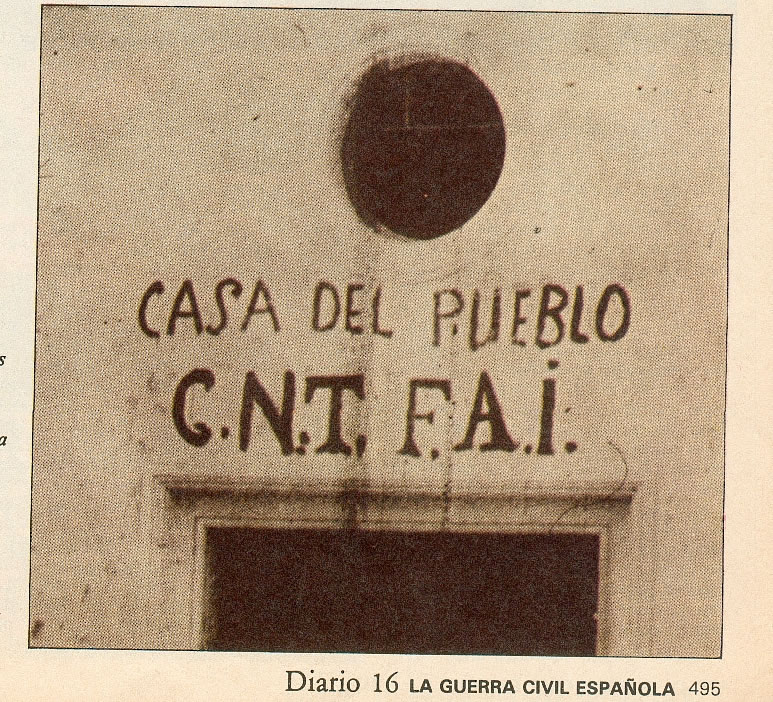 CASA DEL PUEBLO
C.N.T. F.A.I.
Diario 16 LA GUERRA CIVIL ESPAÑOLA 495